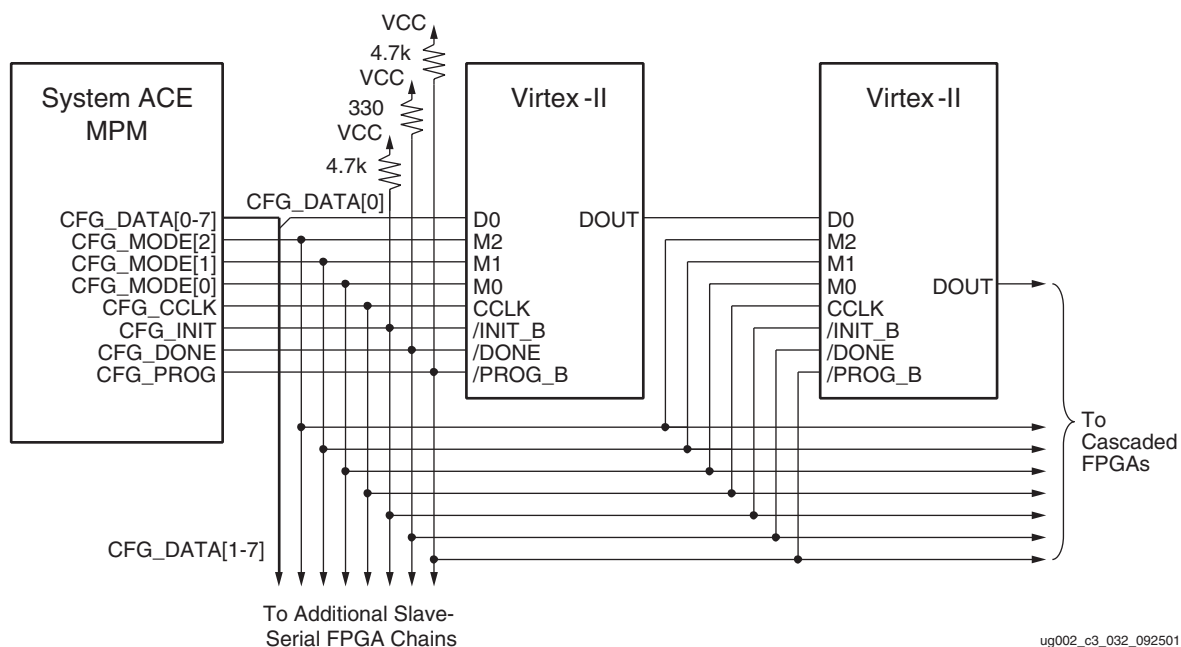 VCC
4.7k
VCC
330
VCC
4.7k
System ACE
MPM
CFG_DATA[0-7]
CFG_MODE[2]
CFG_MODE[1]
CFG_MODE[0]
CFG_CCLK
CFG_INIT
CFG_DONE
CFG_PROG
CFG_DATA[0]
Virtex -II
D0
M2
M1
M0
CCLK
/INIT_B
/DONE
/PROG_B
DOUT
Virtex -II
D0
M2
M1
M0
CCLK
/INIT_B
/DONE
/PROG_B
DOUT
To
Cascaded
FPGAs
CFG_DATA[1-7]
To Additional Slave-
Serial FPGA Chains
ug002_c3_032_092501